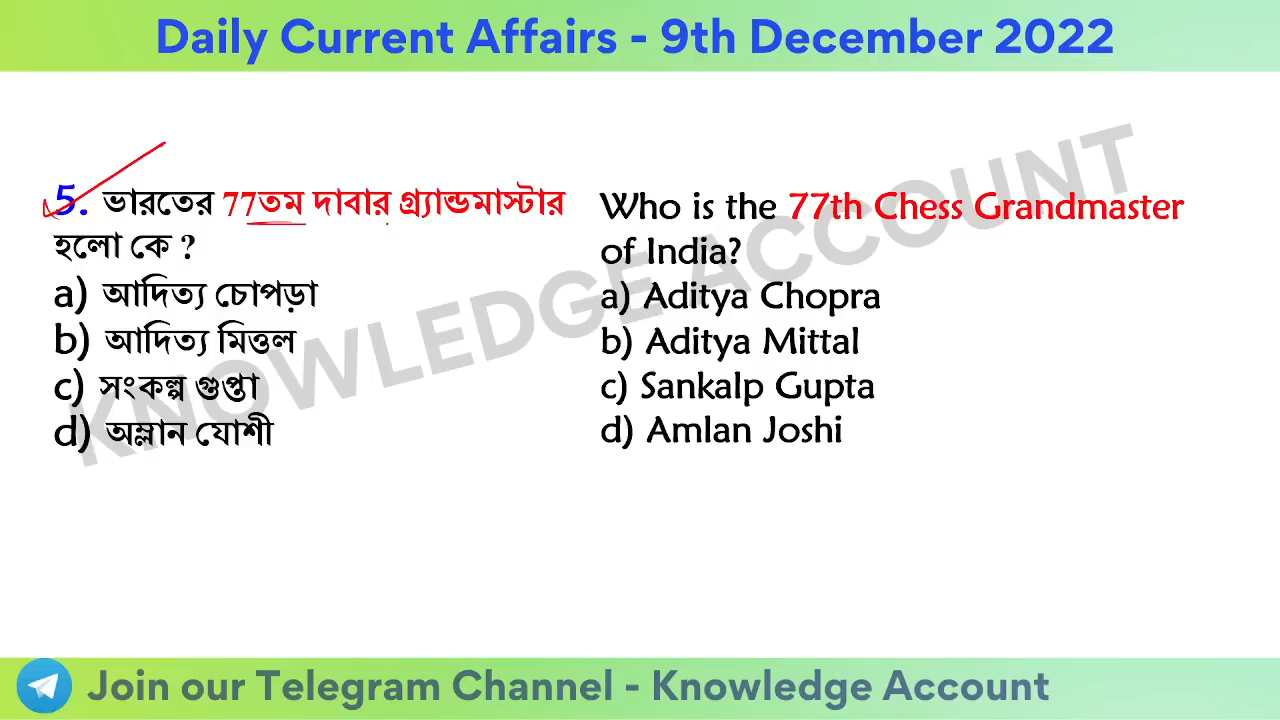 Daily Current Affairs - 9th December 2022
5. ভারতের 77তম দাবার গ্র্যান্ডমাস্টার
হলো কে ?
a) আদিত্য চোপড়া
b) আদিত্য মিত্তল
c) সংকল্প গুপ্তা
d) অম্লান যোশী
Who is the 77th Chess Grandmaster
of India?
a) Aditya Chopra
b) Aditya Mittal
c) Sankalp Gupta
d) Amlan Joshi
KNOWLEDGE ACCOUNT
Join our Telegram Channel - Knowledge Account